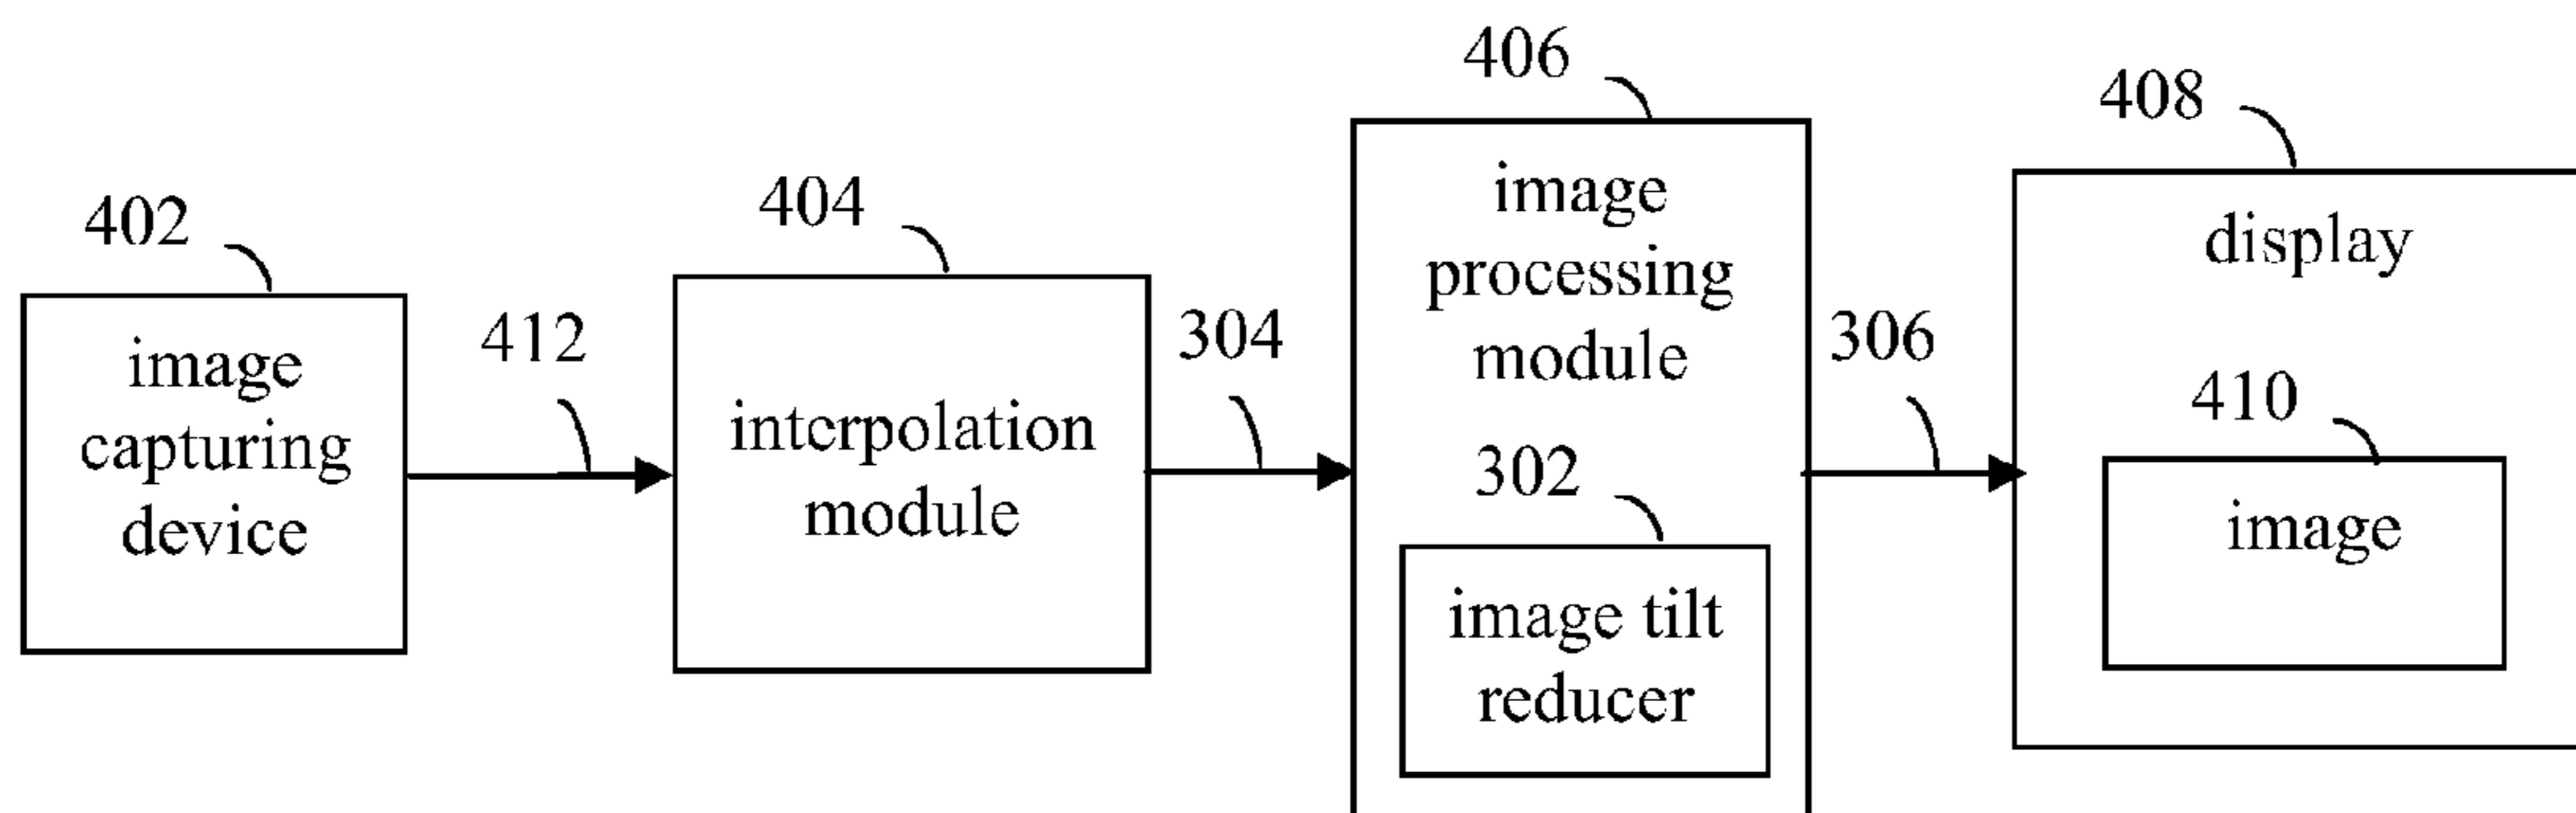 402
image
capturing
device
412
404
interpolation
module
304
406
image
processing
module
302
image tilt
reducer
306
408
display
410
image